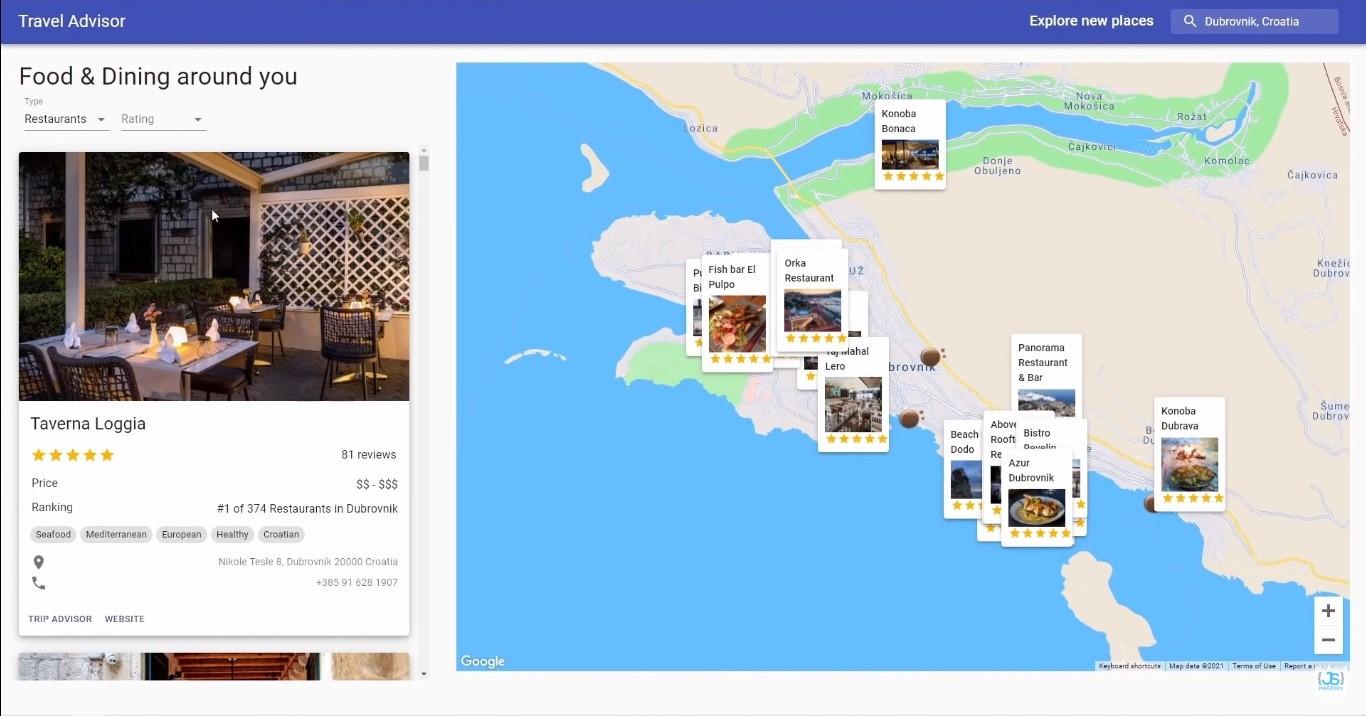 Travel Advisor
Explore new places
Dubrovnik, Croatia
Food & Dining around you
Type
Restaurants
Rating
Taverna Loggia
81 reviews
Price
$$ - $$$
Ranking
#1 of 374 Restaurants in Dubrovnik
Seafood
Mediterranean
European
Healthy
Croatian
Nikole Tesle 8, Dubrovnik 20000 Croatia
+385 91 628 1907
TRIP ADVISOR
WEBSITE
Mokošica
Nova
Mokošica
Rožat
Lozica
Čajkovići
Komolac
Donje
Obuljeno
Čajkovica
Konoba
Bonaca
Fish bar El
Pulpo
Orka
Restaurant
Taj Mahal
Lero
brovnik
Panorama
Restaurant
& Bar
Beach
Dodo
Above
Rooft
Re
Bistro
Revelin
Azur
Dubrovnik
Konoba
Dubrava
Knežic
Dubrov
Šume
Dubrov
Google
Keyboard shortcuts
Map data ©2021
Terms of Use
Report a map error
JS
MASTERY